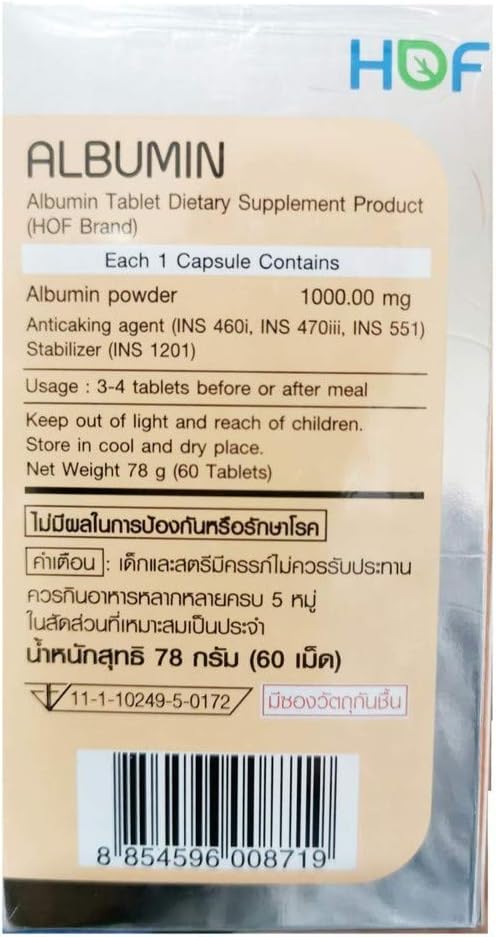 HOF
ALBUMIN
Albumin Tablet Dietary Supplement Product
(HOF Brand)
Each 1 Capsule Contains
Albumin powder 1000.00 mg
Anticaking agent (INS 460i, INS 470iii, INS 551)
Stabilizer (INS 1201)
Usage : 3-4 tablets before or after meal
Keep out of light and reach of children.
Store in cool and dry place.
Net Weight 78 g (60 Tablets)
ไม่มีผลในการป้องกันหรือรักษาโรค
คำเตือน : เด็กและสตรีมีครรภ์ไม่ควรรับประทาน
ควรกินอาหารหลากหลายครบ 5 หมู่
ในสัดส่วนที่เหมาะสมเป็นประจำ
น้ำหนักสุทธิ 78 กรัม (60 เม็ด)
11-1-10249-5-0172 มีซองวัตถุกันชื้น
8 854596 008719